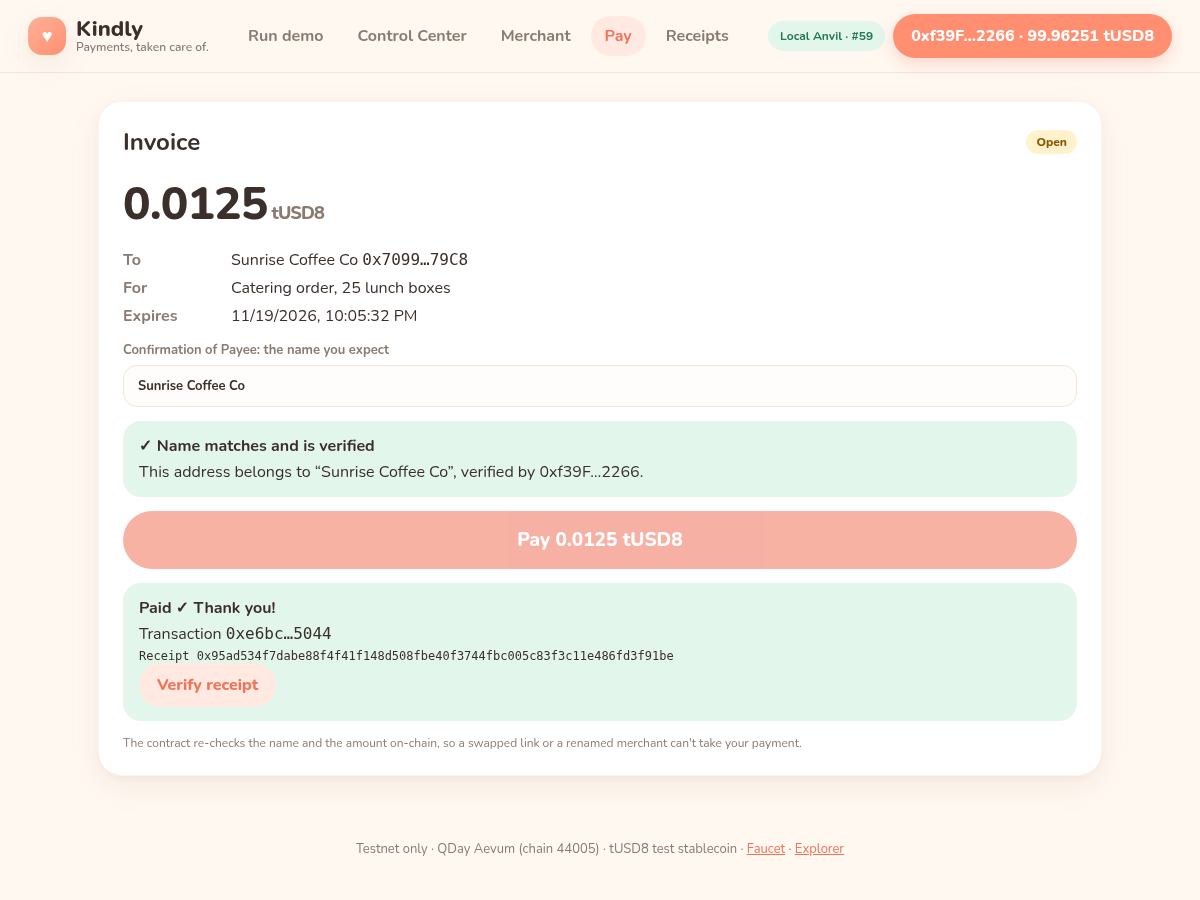 ♥ Kindly
Payments, taken care of.
Run demo
Control Center
Merchant
Pay
Receipts
Local Anvil · #59
0xf39F…2266 · 99.96251 tUSD8
Invoice
Open
0.0125 tUSD8
To Sunrise Coffee Co 0x7099…79C8
For Catering order, 25 lunch boxes
Expires 11/19/2026, 10:05:32 PM
Confirmation of Payee: the name you expect
Sunrise Coffee Co
✓ Name matches and is verified
This address belongs to “Sunrise Coffee Co”, verified by 0xf39F…2266.
Pay 0.0125 tUSD8
Paid ✓ Thank you!
Transaction 0xe6bc…5044
Receipt 0x95ad534f7dabe88f4f41f148d508fbe40f3744fbc005c83f3c11e486fd3f91be
Verify receipt
The contract re-checks the name and the amount on-chain, so a swapped link or a renamed merchant can't take your payment.
Testnet only · QDay Aevum (chain 44005) · tUSD8 test stablecoin · Faucet · Explorer